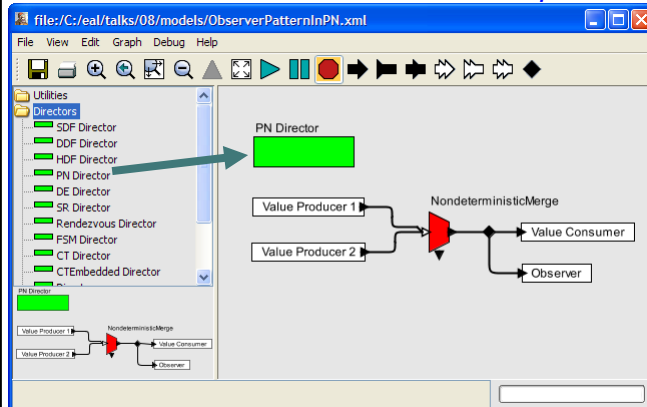 file:/C:/eal/talks/08/models/ObserverPatternInPN.xml
File View Edit Graph Debug Help
Utilities
Directors
SDF Director
DDF Director
HDF Director
PN Director
DE Director
SR Director
Rendezvous Director
FSM Director
CT Director
CTEmbedded Director
PN Director
Value Producer 1
NondeterministicMerge
Value Consumer
Value Producer 2
Observer
PN Director
Value Producer 1
NondeterministicMerge
Value Consumer
Value Producer 2
Observer